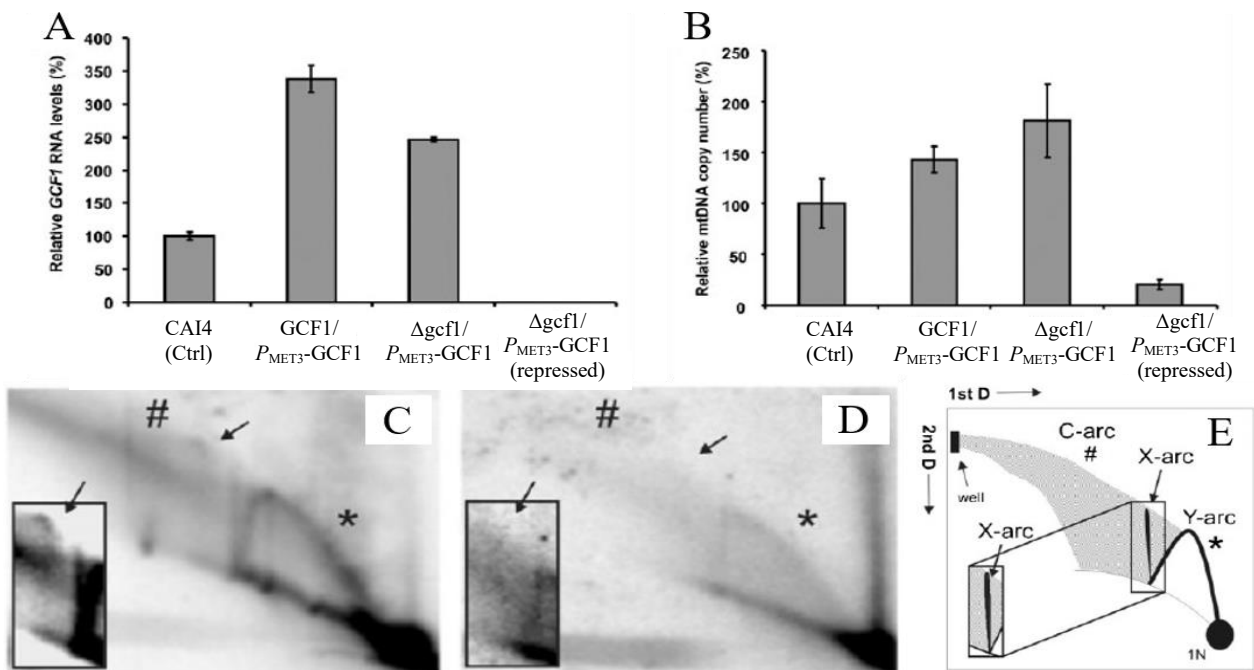 A
Relative GCF1 RNA levels (%)
400
350
300
250
200
150
100
50
0
CAI4
(Ctrl)
GCF1/
PMET3-GCF1
Δgcf1/
PMET3-GCF1
Δgcf1/
PMET3-GCF1
(repressed)
B
Relative mtDNA copy number (%)
250
200
150
100
50
0
CAI4
(Ctrl)
GCF1/
PMET3-GCF1
Δgcf1/
PMET3-GCF1
Δgcf1/
PMET3-GCF1
(repressed)
C
#
*
D
#
*
E
1st D
2nd D
well
C-arc
#
X-arc
Y-arc
*
X-arc
1N